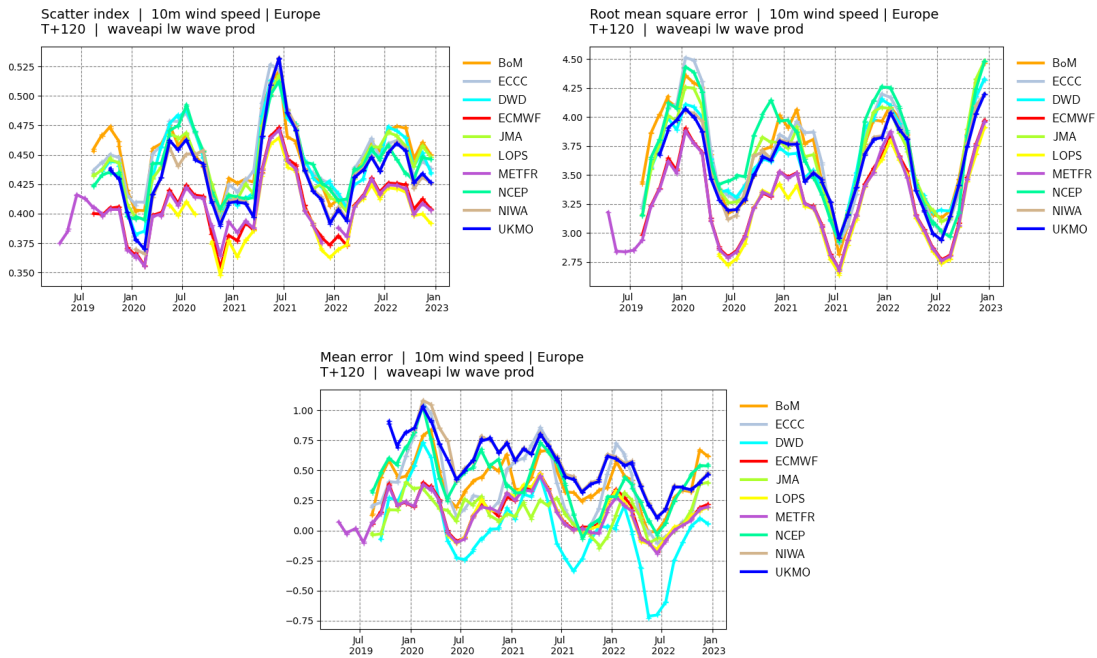 Scatter index | 10m wind speed | Europe
T+120 | waveapi lw wave prod
0.525
0.500
0.475
0.450
0.425
0.400
0.375
0.350
Jul
2019
Jan
2020
Jul
2020
Jan
2021
Jul
2021
Jan
2022
Jul
2022
Jan
2023
BoM
ECCC
DWD
ECMWF
JMA
LOPS
METFR
NCEP
NIWA
UKMO
Root mean square error | 10m wind speed | Europe
T+120 | waveapi lw wave prod
4.50
4.25
4.00
3.75
3.50
3.25
3.00
2.75
Jul
2019
Jan
2020
Jul
2020
Jan
2021
Jul
2021
Jan
2022
Jul
2022
Jan
2023
BoM
ECCC
DWD
ECMWF
JMA
LOPS
METFR
NCEP
NIWA
UKMO
Mean error | 10m wind speed | Europe
T+120 | waveapi lw wave prod
1.00
0.75
0.50
0.25
0.00
−0.25
−0.50
−0.75
Jul
2019
Jan
2020
Jul
2020
Jan
2021
Jul
2021
Jan
2022
Jul
2022
Jan
2023
BoM
ECCC
DWD
ECMWF
JMA
LOPS
METFR
NCEP
NIWA
UKMO